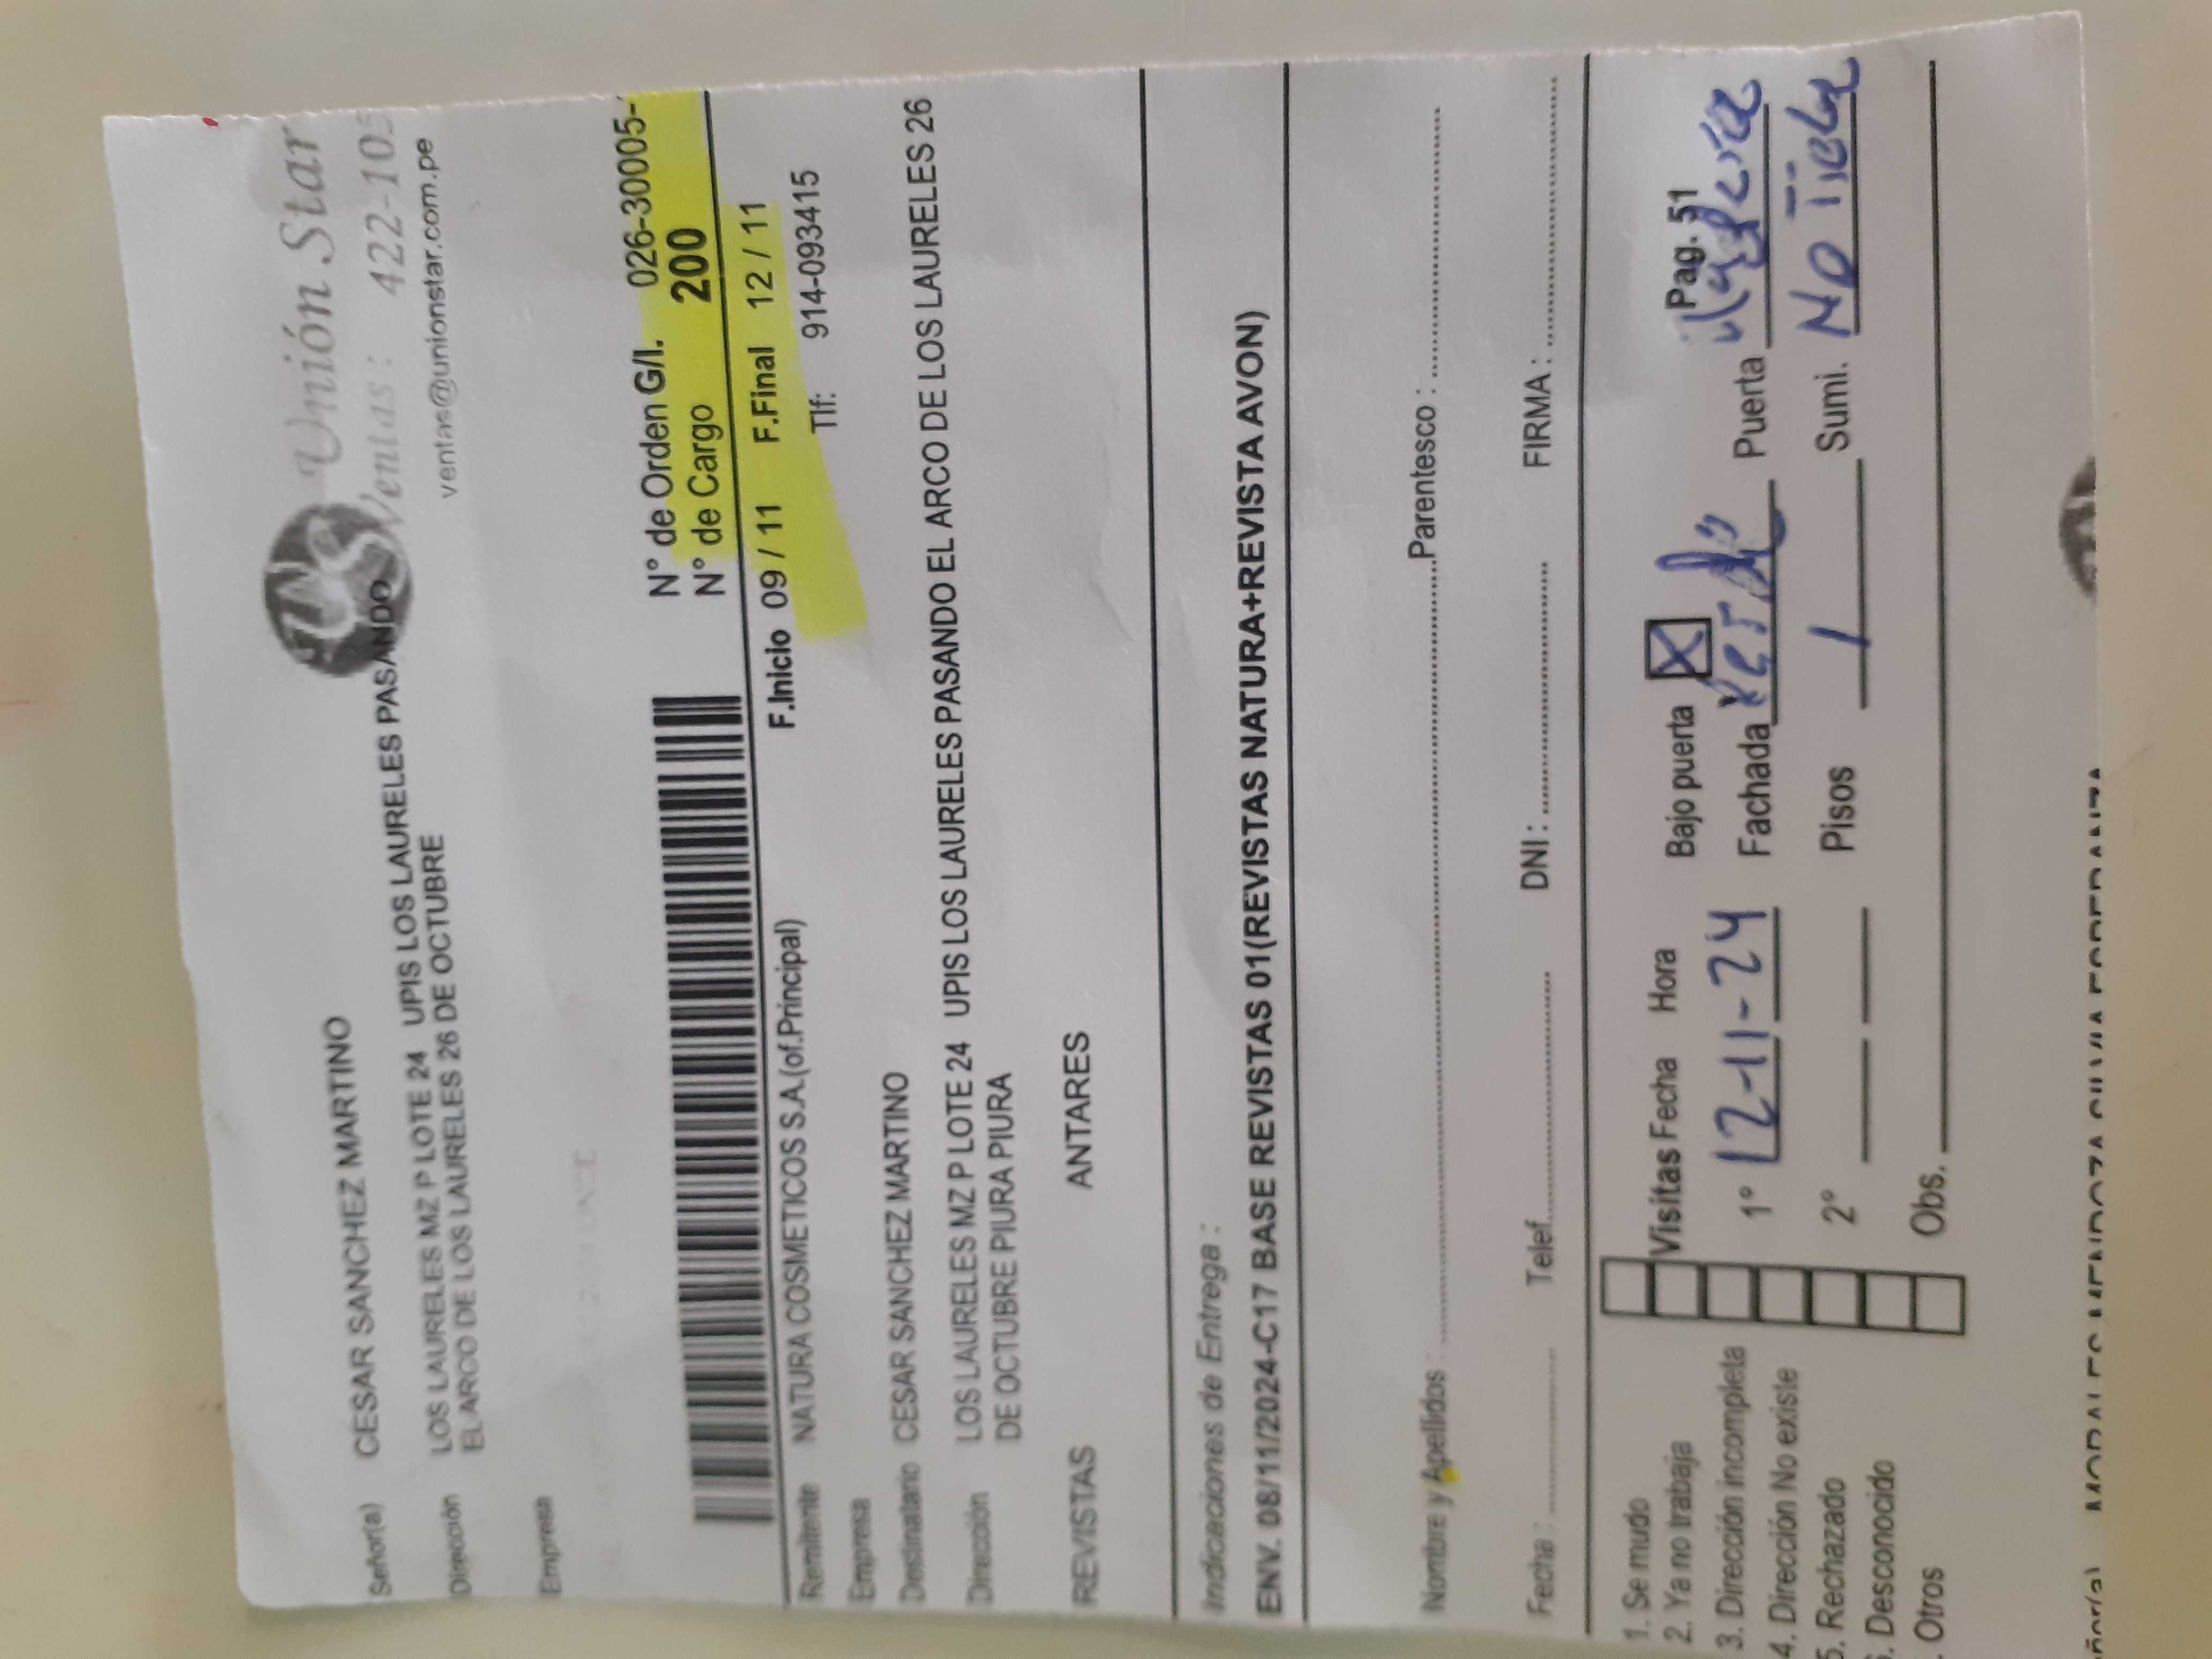 US Unión Star
Ventas: 422-10
ventas@unionstar.com.pe
Señor(a) CESAR SANCHEZ MARTINO
Dirección LOS LAURELES MZ P LOTE 24 UPIS LOS LAURELES PASANDO
EL ARCO DE LOS LAURELES 26 DE OCTUBRE
Empresa
N° de Orden G/I. 026-30005-
N° de Cargo 200
F.Inicio 09 / 11 F.Final 12 / 11
Remitente NATURA COSMETICOS S.A.(of.Principal)
Tlf: 914-093415
Empresa
Destinatario CESAR SANCHEZ MARTINO
Dirección LOS LAURELES MZ P LOTE 24 UPIS LOS LAURELES PASANDO EL ARCO DE LOS LAURELES 26
DE OCTUBRE PIURA PIURA
REVISTAS ANTARES
Indicaciones de Entrega :
ENV. 08/11/2024-C17 BASE REVISTAS 01(REVISTAS NATURA+REVISTA AVON)
Nombre y Apellidos : Parentesco :
Fecha : Telef. DNI : FIRMA :
Pag. 51
1. Se mudo
2. Ya no trabaja
3. Dirección incompleta
4. Dirección No existe
5. Rechazado
. Desconocido
. Otros
Visitas Fecha Hora Bajo puerta
1º 12-11-24 Fachada Puerta
2º Pisos 1 Sumi. NO Tiene
Obs.
MORALES MENDOZA SILVIA